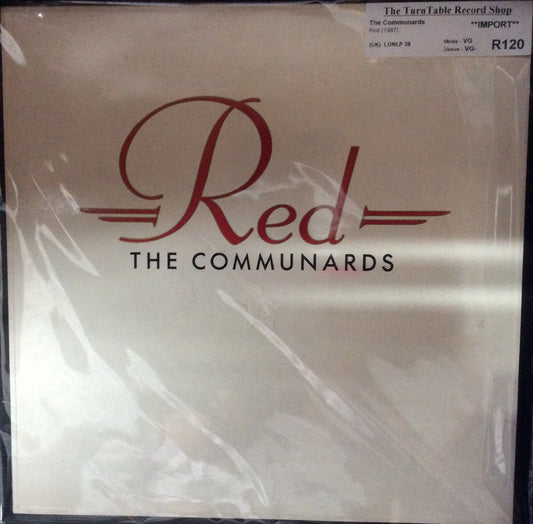 The TurnTable Record Shop
The Communards **IMPORT**
Red (1987)
(UK) LONLP 39 Media - VG R120
Sleeve - VG-
Red
THE COMMUNARDS